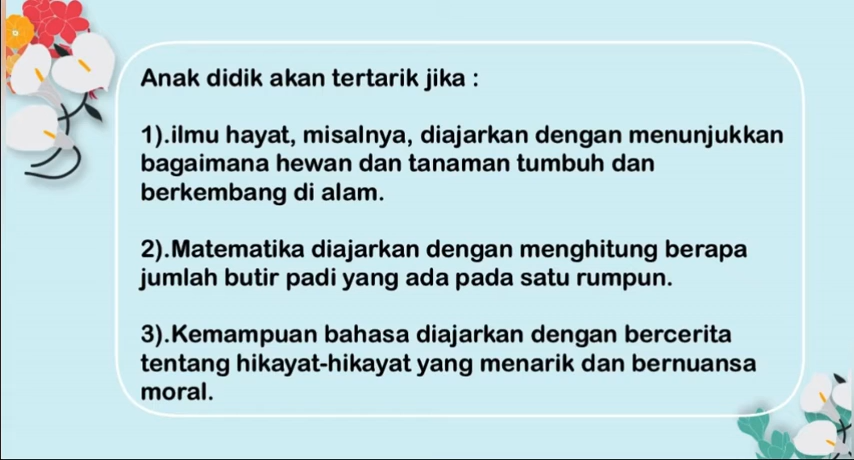 Anak didik akan tertarik jika :
1).ilmu hayat, misalnya, diajarkan dengan menunjukkan
bagaimana hewan dan tanaman tumbuh dan
berkembang di alam.
2).Matematika diajarkan dengan menghitung berapa
jumlah butir padi yang ada pada satu rumpun.
3).Kemampuan bahasa diajarkan dengan bercerita
tentang hikayat-hikayat yang menarik dan bernuansa
moral.